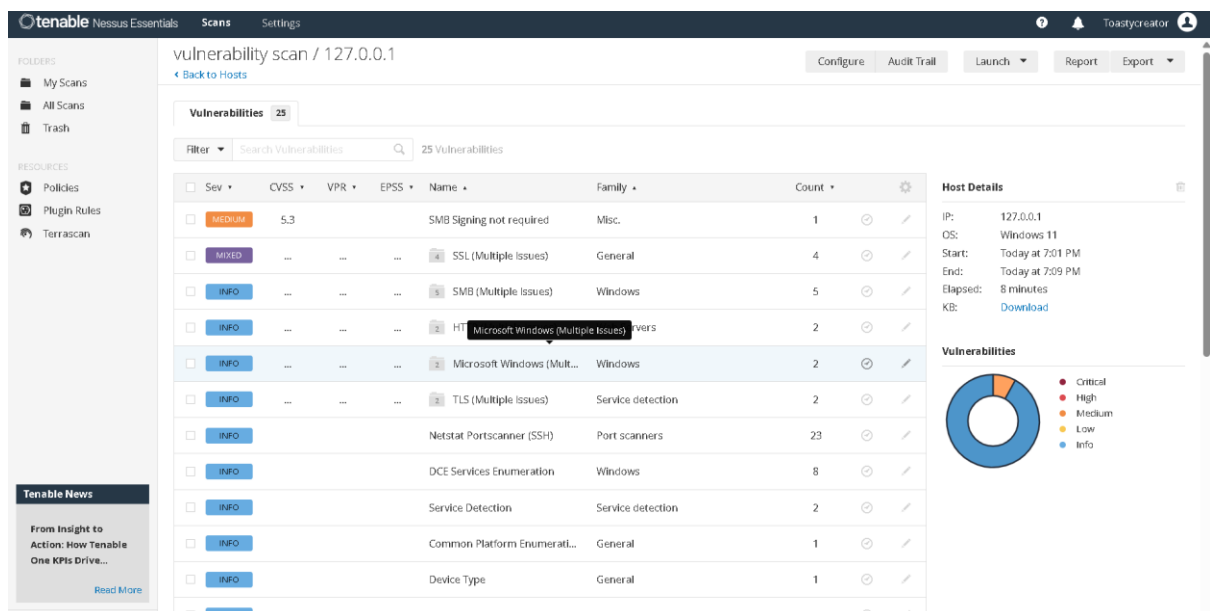 tenable Nessus Essentials Scans Settings Toastycreator
FOLDERS
My Scans
All Scans
Trash
RESOURCES
Policies
Plugin Rules
Terrascan
Tenable News
From Insight to
Action: How Tenable
One KPIs Drive...
Read More
vulnerability scan / 127.0.0.1
Back to Hosts
Configure Audit Trail Launch Report Export
Vulnerabilities 25
Filter Search Vulnerabilities 25 Vulnerabilities
Sev CVSS VPR EPSS Name Family Count
MEDIUM 5.3 SMB Signing not required Misc. 1
MIXED ... ... ... 4 SSL (Multiple Issues) General 4
INFO ... ... ... 5 SMB (Multiple Issues) Windows 5
INFO ... ... ... 2 HT 2
Microsoft Windows (Multiple Issues)
INFO ... ... ... 2 Microsoft Windows (Mult... Windows 2
INFO ... ... ... 2 TLS (Multiple Issues) Service detection 2
INFO Netstat Portscanner (SSH) Port scanners 23
INFO DCE Services Enumeration Windows 8
INFO Service Detection Service detection 2
INFO Common Platform Enumerati... General 1
INFO Device Type General 1
Host Details
IP: 127.0.0.1
OS: Windows 11
Start: Today at 7:01 PM
End: Today at 7:09 PM
Elapsed: 8 minutes
KB: Download
Vulnerabilities
Critical
High
Medium
Low
Info